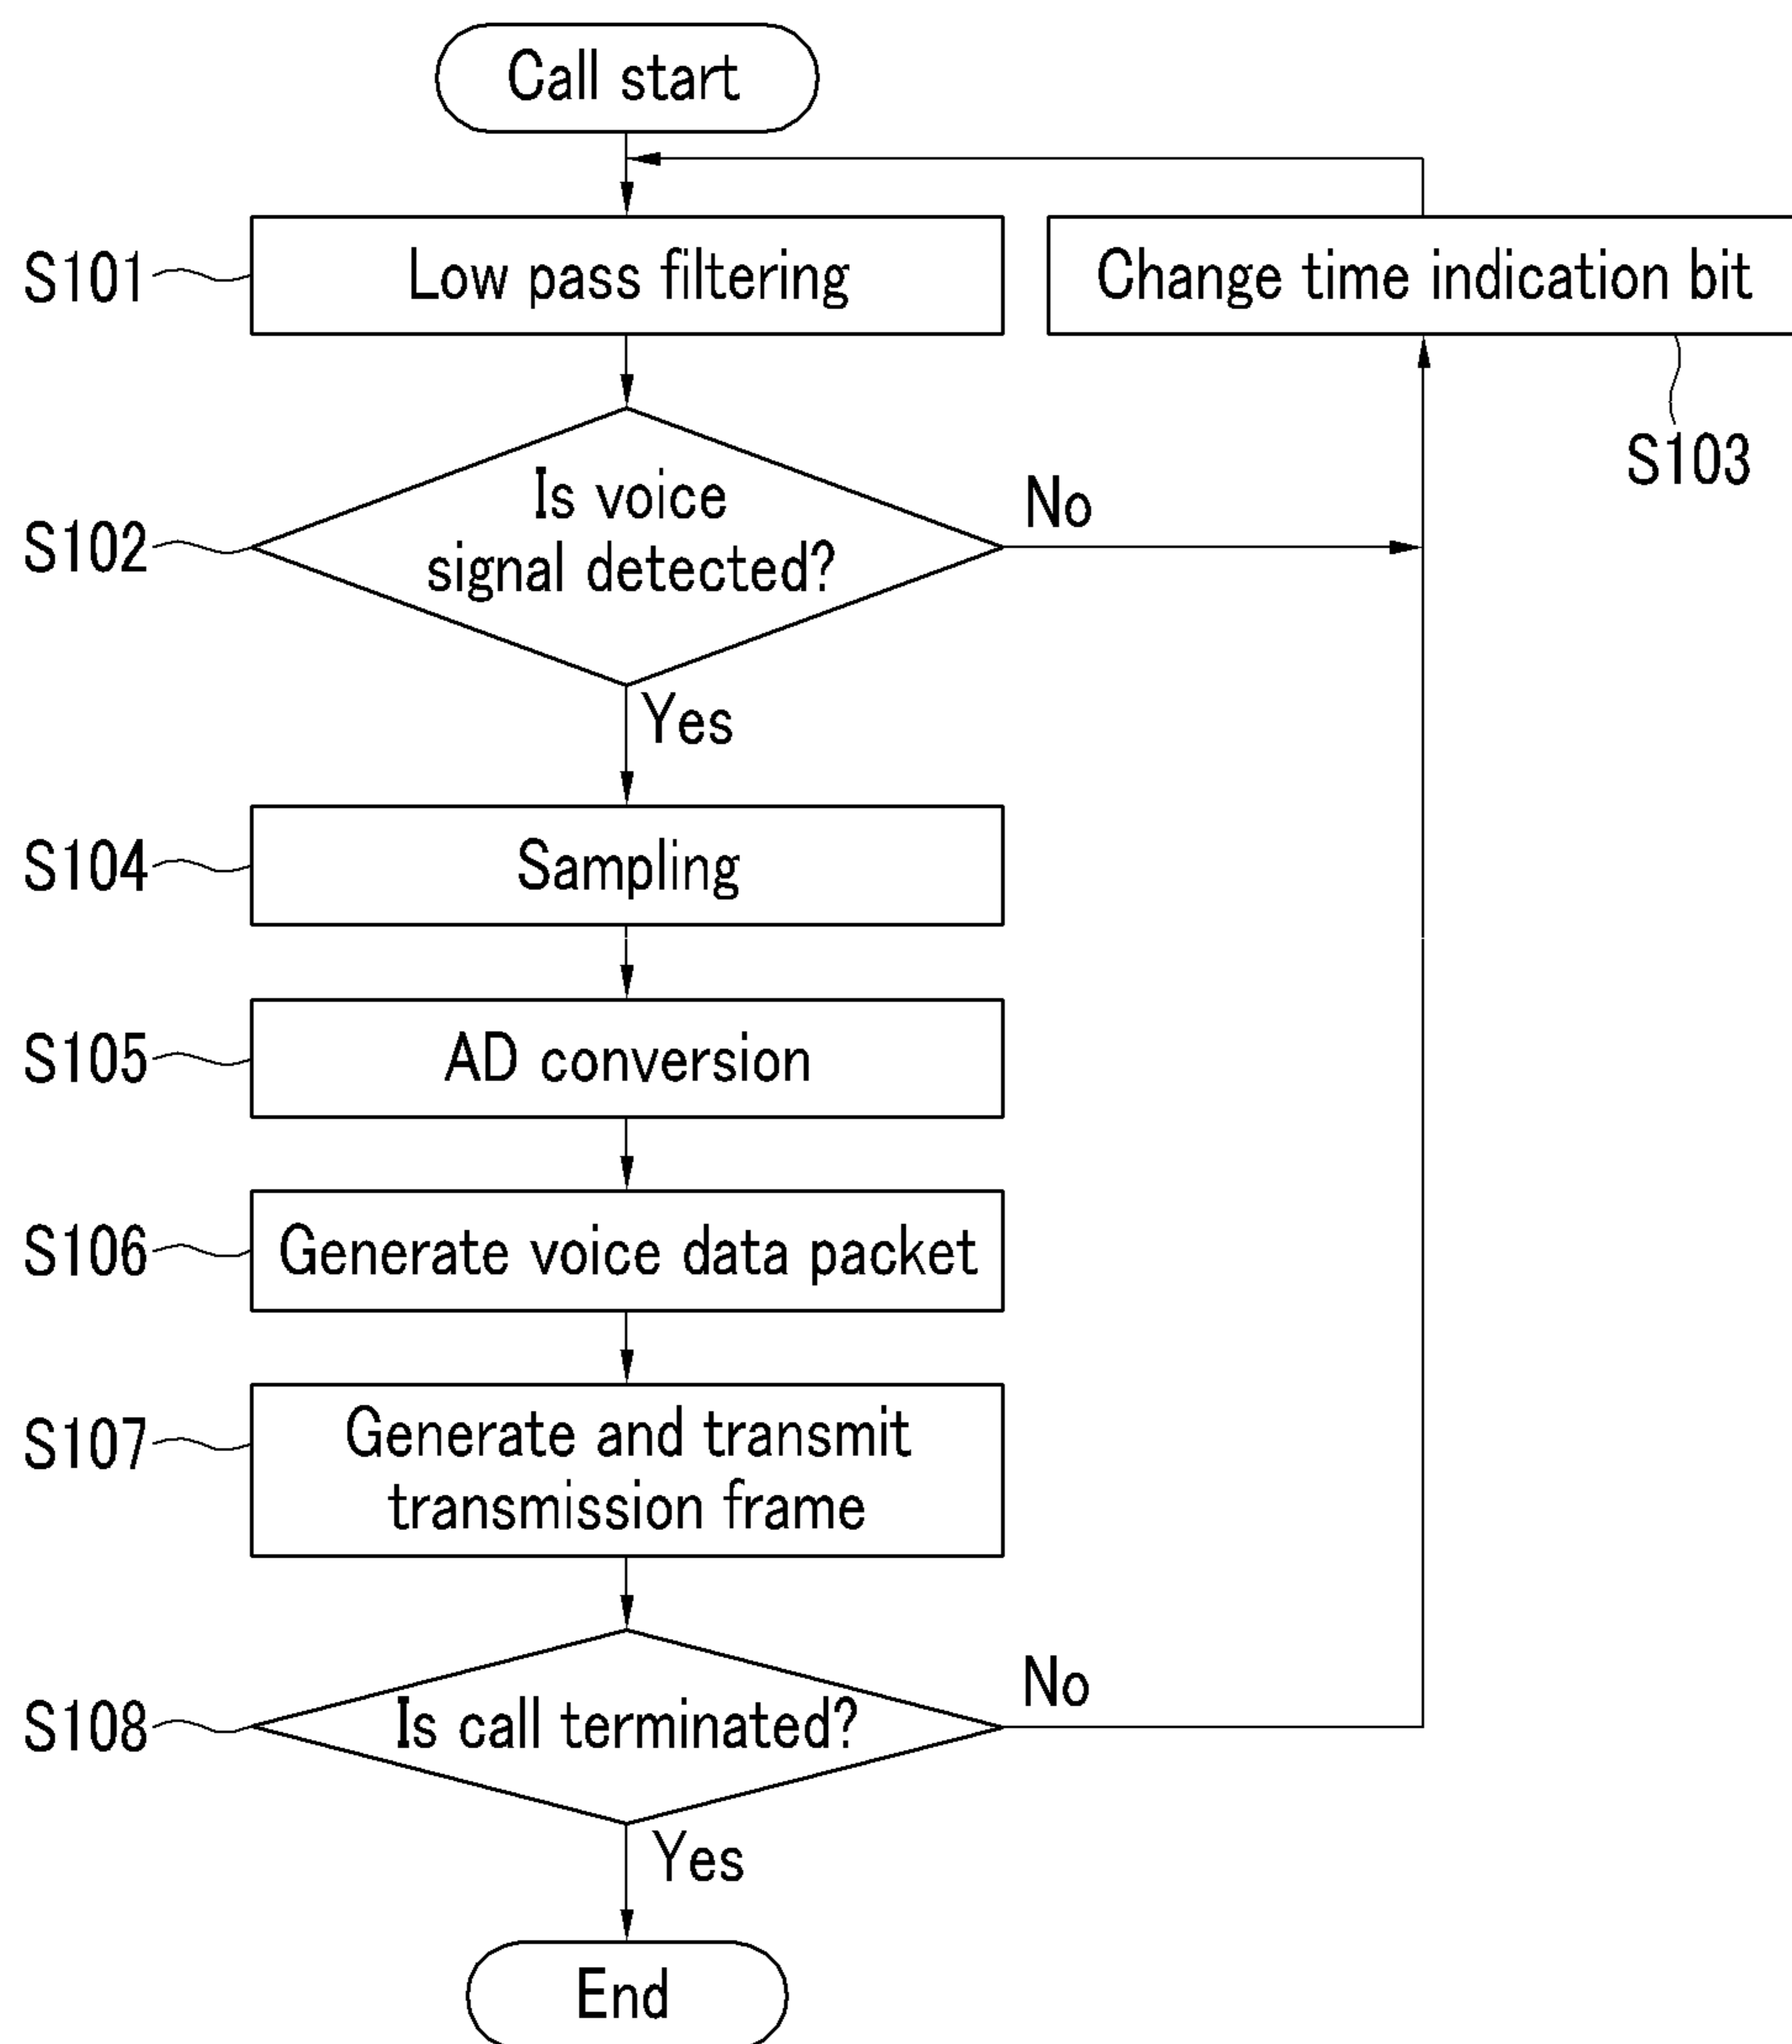 Call start
S101
Low pass filtering
Change time indication bit
S103
S102
Is voice
signal detected?
No
Yes
S104
Sampling
S105
AD conversion
S106
Generate voice data packet
S107
Generate and transmit
transmission frame
S108
Is call terminated?
No
Yes
End